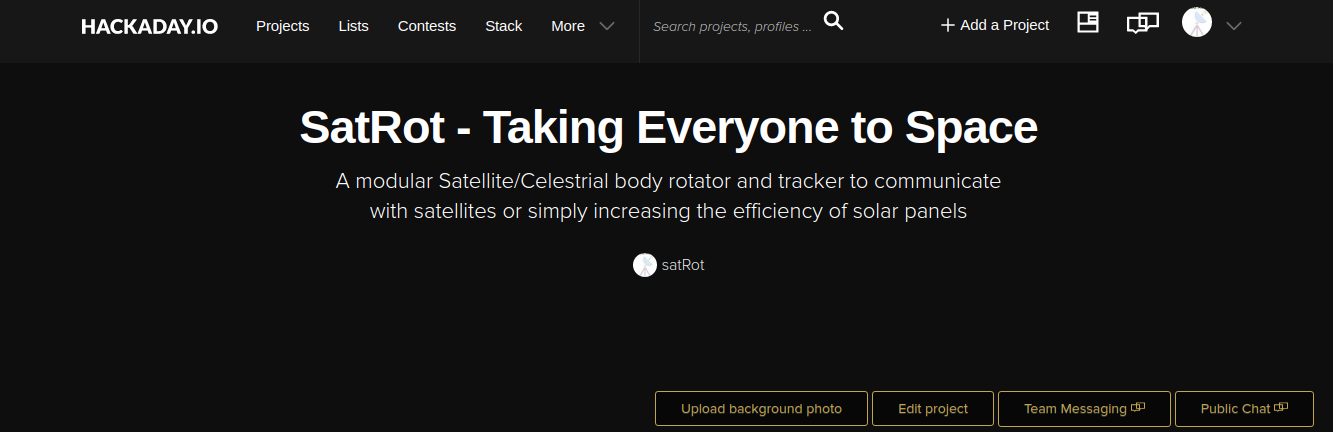 HACKADAY.IO Projects Lists Contests Stack More Search projects, profiles ... + Add a Project
SatRot - Taking Everyone to Space
A modular Satellite/Celestrial body rotator and tracker to communicate
with satellites or simply increasing the efficiency of solar panels
satRot
Upload background photo Edit project Team Messaging Public Chat